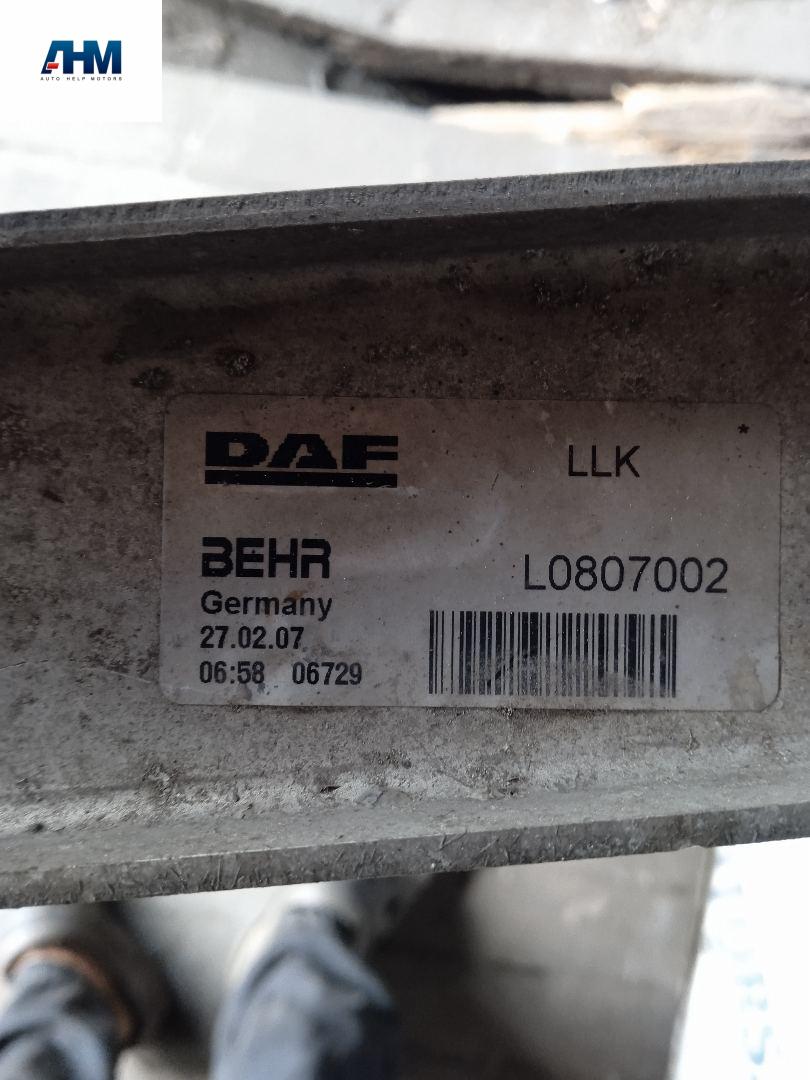 AHM
AUTO HELP MOTORS
DAF
LLK
*
BEHR
L0807002
Germany
27.02.07
06:58 06729